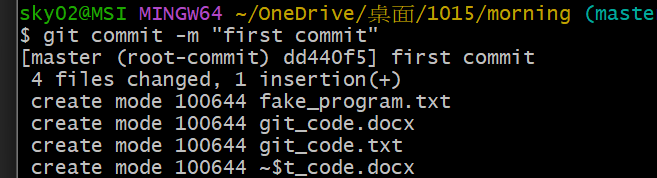 sky02@MSI MINGW64 ~/OneDrive/桌面/1015/morning (maste
$ git commit -m "first commit"
[master (root-commit) dd440f5] first commit
 4 files changed, 1 insertion(+)
 create mode 100644 fake_program.txt
 create mode 100644 git_code.docx
 create mode 100644 git_code.txt
 create mode 100644 ~$t_code.docx